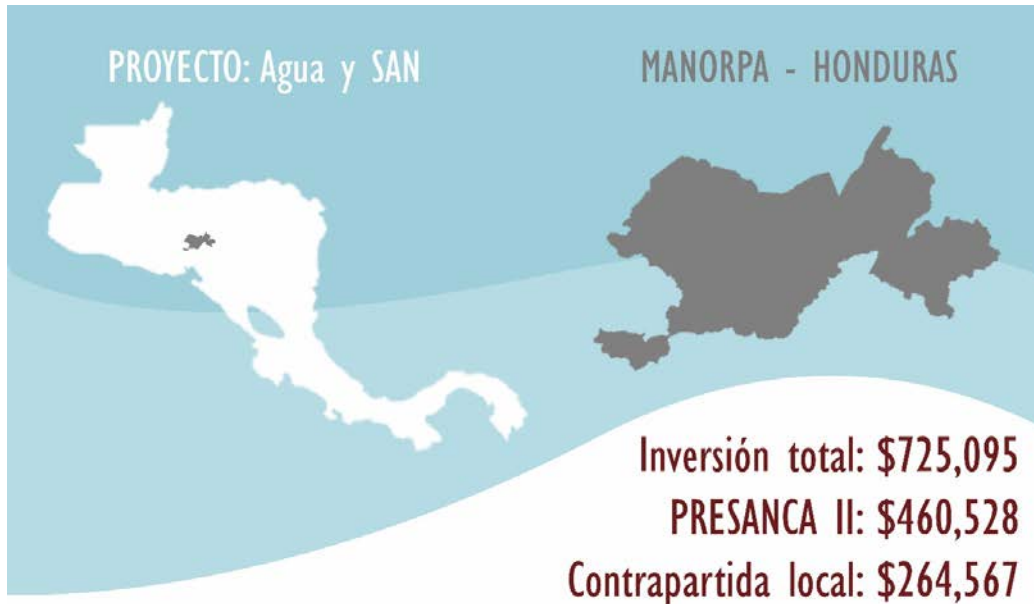 PROYECTO: Agua y SAN
MANORPA - HONDURAS
Inversión total: $725,095
PRESANCA II: $460,528
Contrapartida local: $264,567